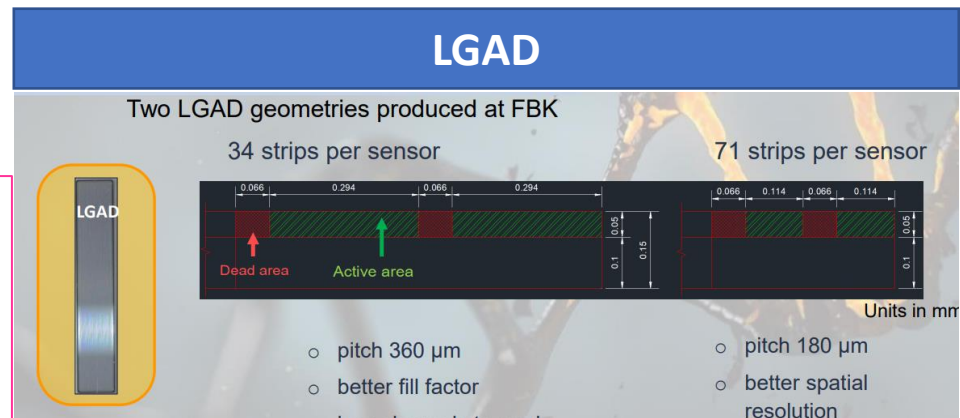 LGAD
Two LGAD geometries produced at FBK
34 strips per sensor
71 strips per sensor
LGAD
0.066 0.294 0.066 0.294
0.05
0.1
0.15
Dead area
Active area
0.066 0.114 0.066 0.114
0.05
0.1
Units in mm
○ pitch 360 μm
○ better fill factor
○ pitch 180 μm
○ better spatial
resolution